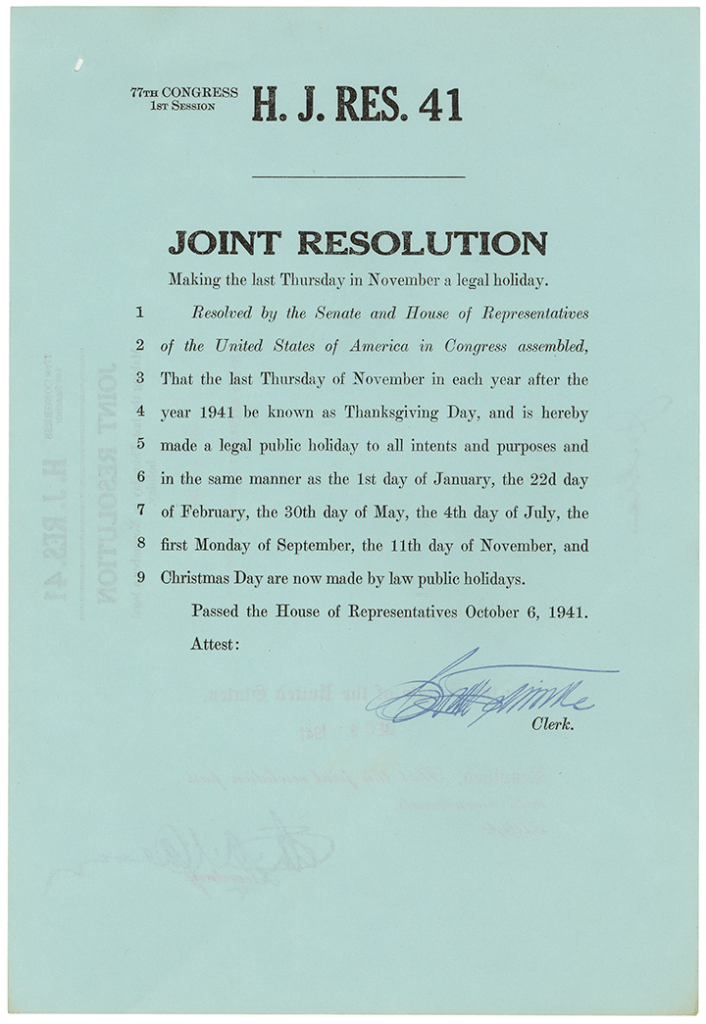 77TH CONGRESS
1ST SESSION
H. J. RES. 41
JOINT RESOLUTION
Making the last Thursday in November a legal holiday.
1 Resolved by the Senate and House of Representatives
2 of the United States of America in Congress assembled,
3 That the last Thursday of November in each year after the
4 year 1941 be known as Thanksgiving Day, and is hereby
5 made a legal public holiday to all intents and purposes and
6 in the same manner as the 1st day of January, the 22d day
7 of February, the 30th day of May, the 4th day of July, the
8 first Monday of September, the 11th day of November, and
9 Christmas Day are now made by law public holidays.
Passed the House of Representatives October 6, 1941.
Attest:
Clerk.